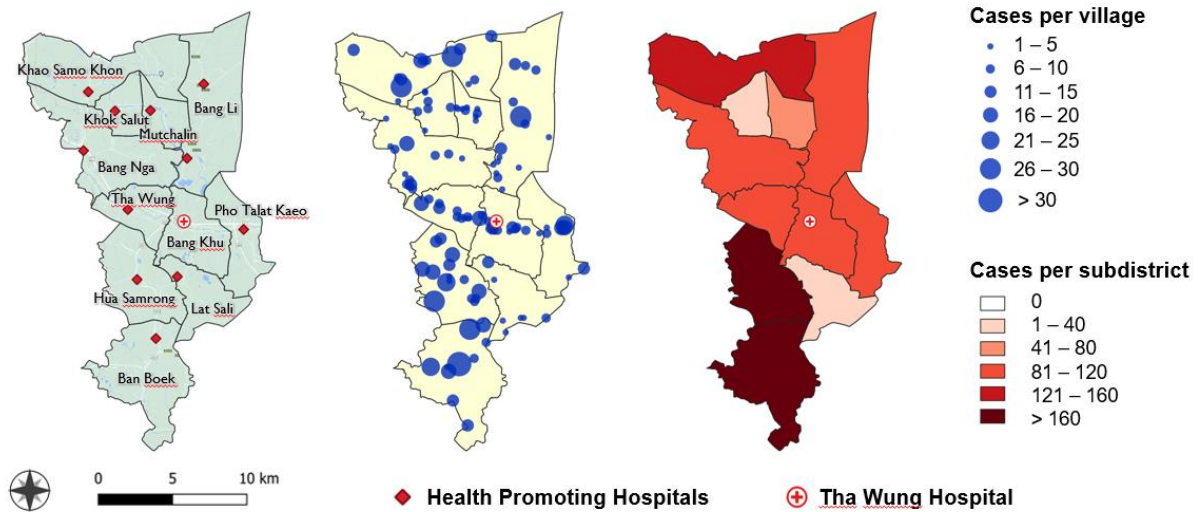 Khao Samo Khon
Bang Li
Khok Salut
Mutchalin
Bang Nga
Tha Wung
Pho Talat Kaeo
Bang Khu
Hua Samrong
Lat Sali
Ban Boek
0 5 10 km
Health Promoting Hospitals
Tha Wung Hospital
Cases per village
1 – 5
6 – 10
11 – 15
16 – 20
21 – 25
26 – 30
> 30
Cases per subdistrict
0
1 – 40
41 – 80
81 – 120
121 – 160
> 160